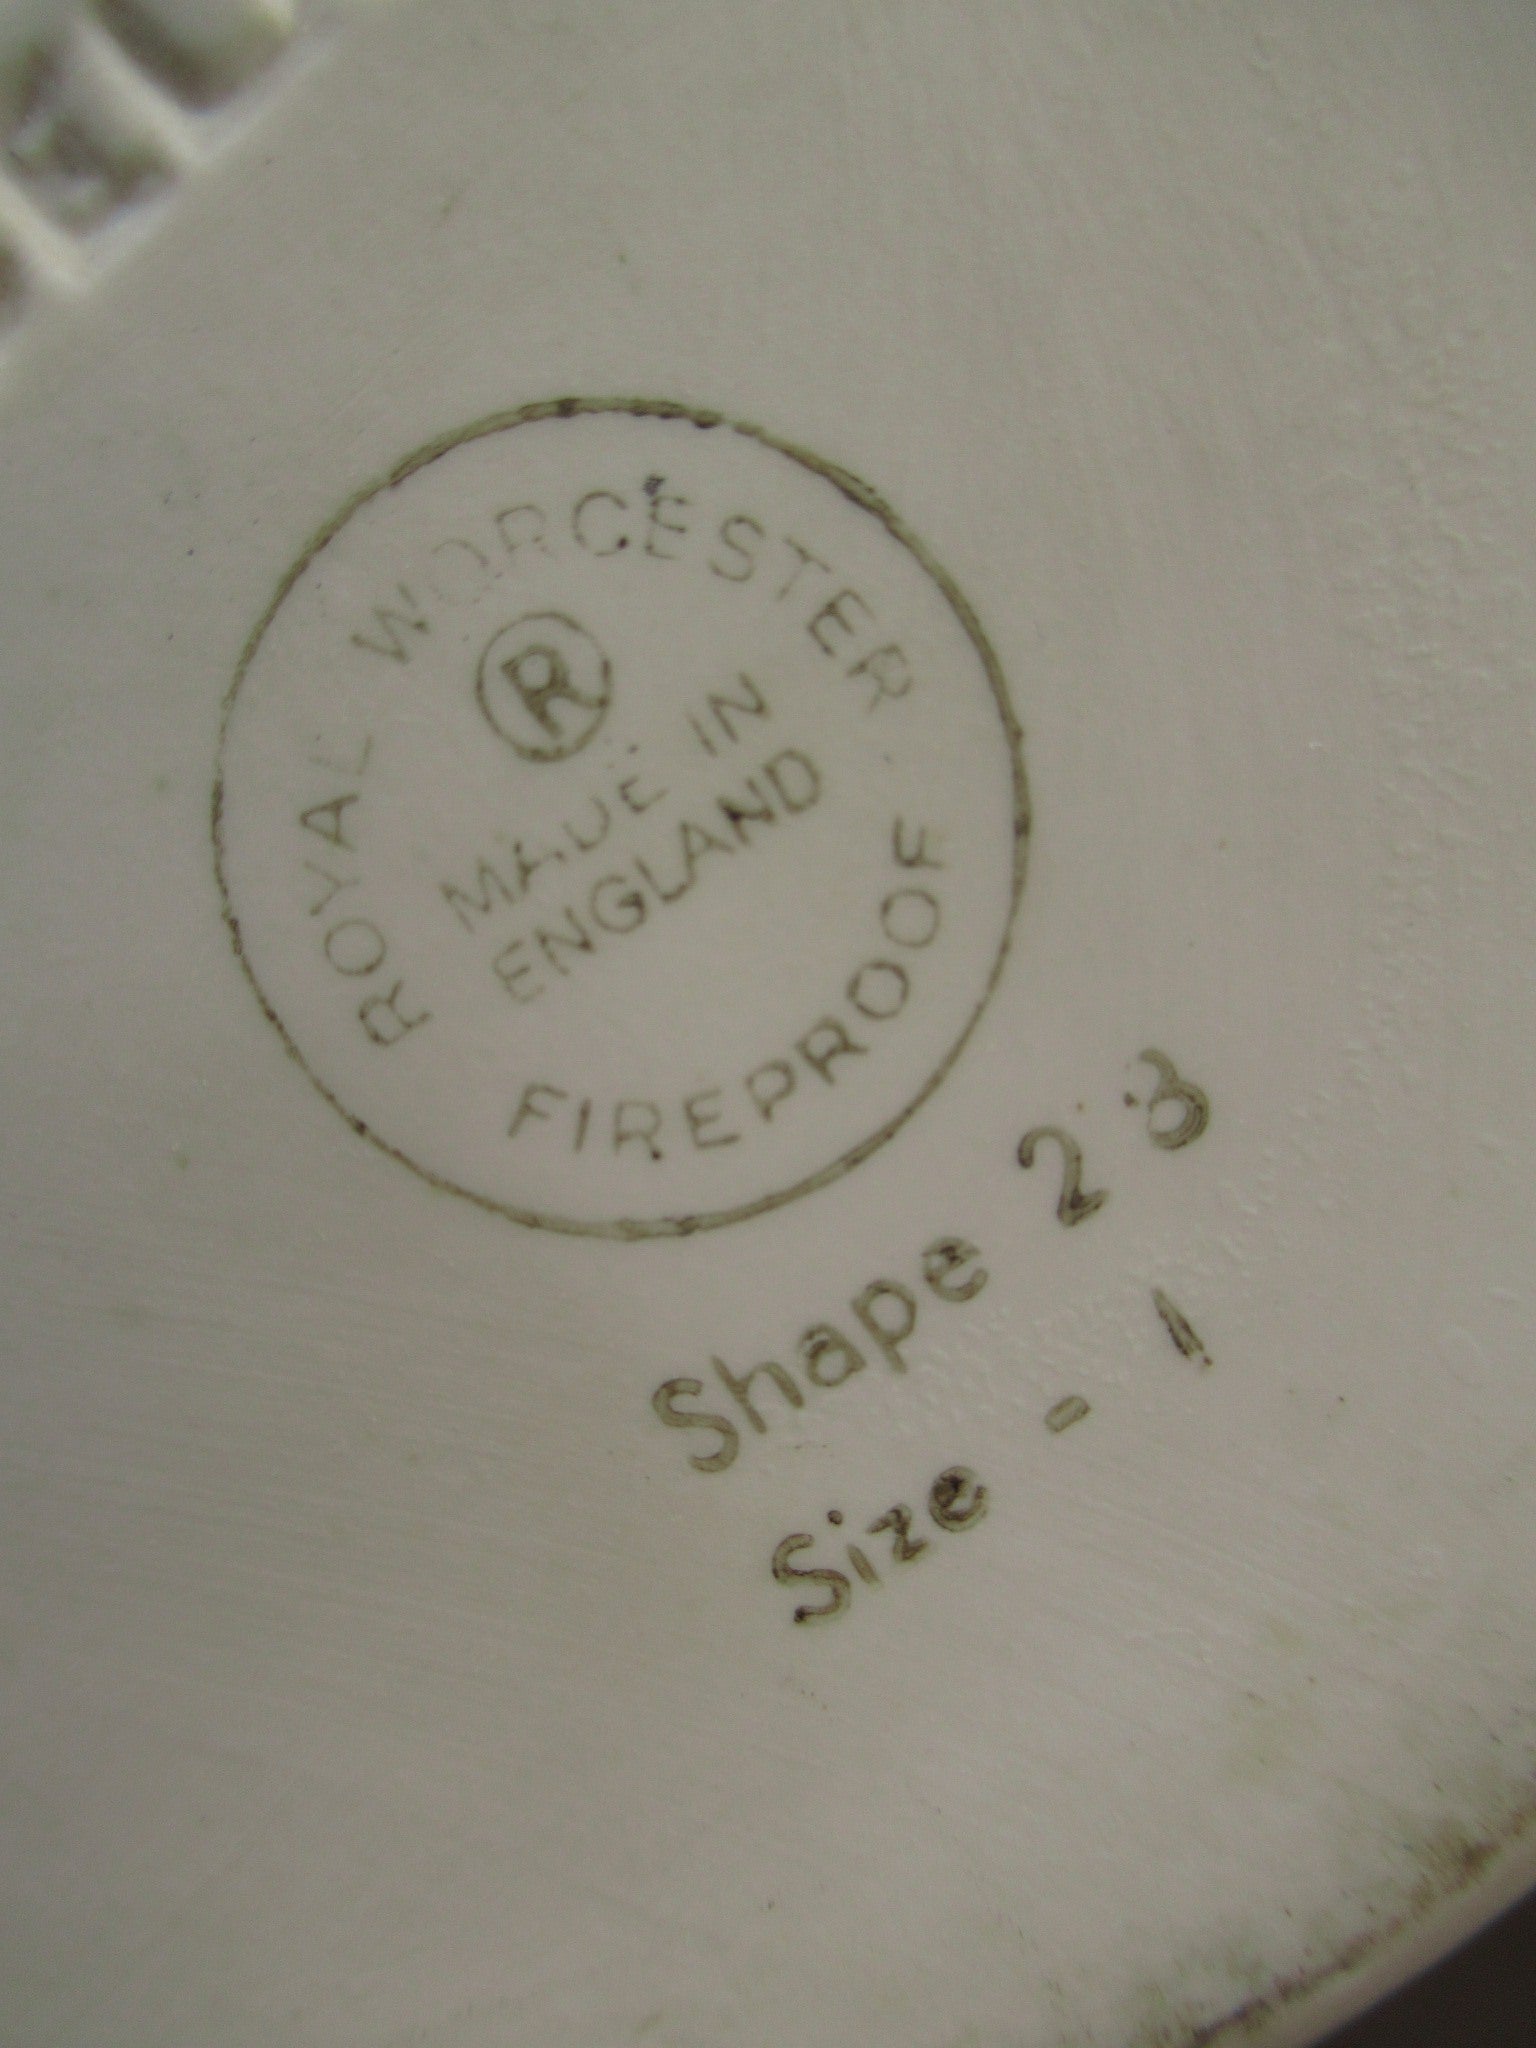 ROYAL WORCESTER
®
MADE IN
ENGLAND
FIREPROOF
Shape 23
Size - 1